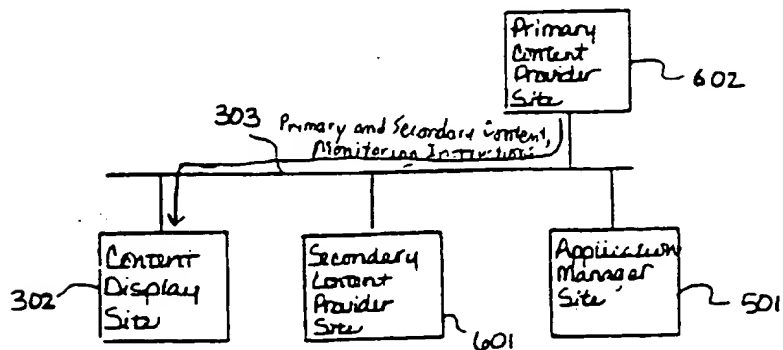 Primary
Content
Provider
Site
602
303
Primary and Secondary Content,
Monitoring Instructions
Content
Display
Site
302
Secondary
Content
Provider
Site
601
Application
Manager
Site
501